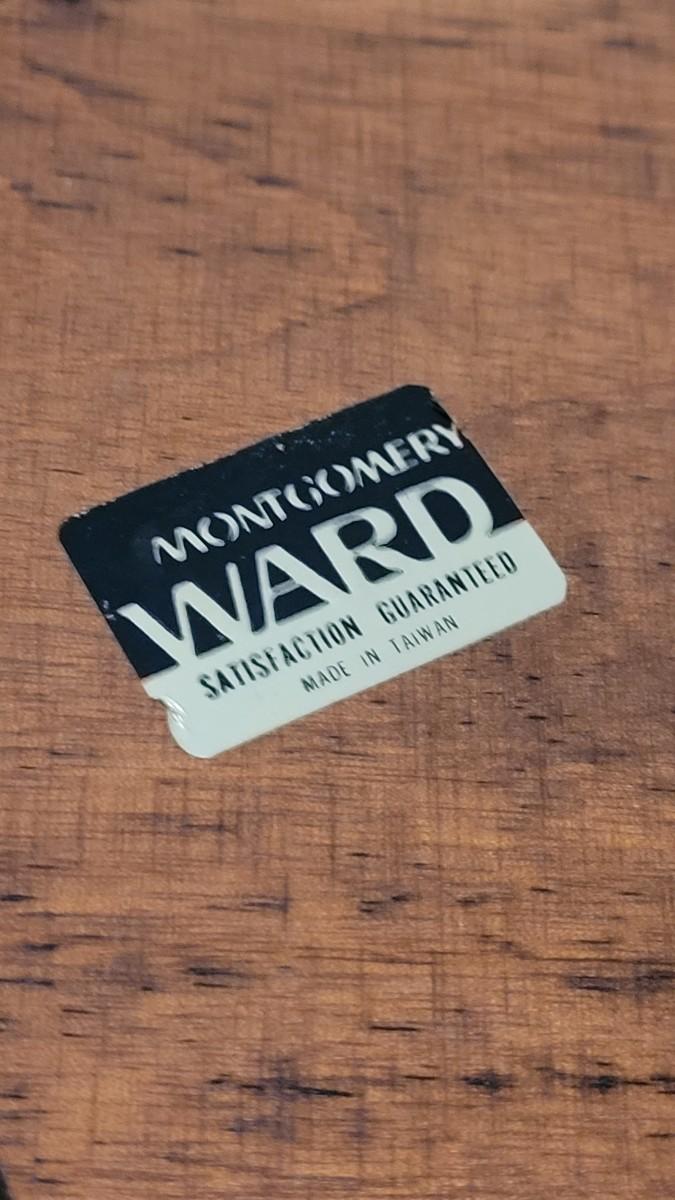 MONTGOMERY
WARD
SATISFACTION GUARANTEED
MADE IN TAIWAN